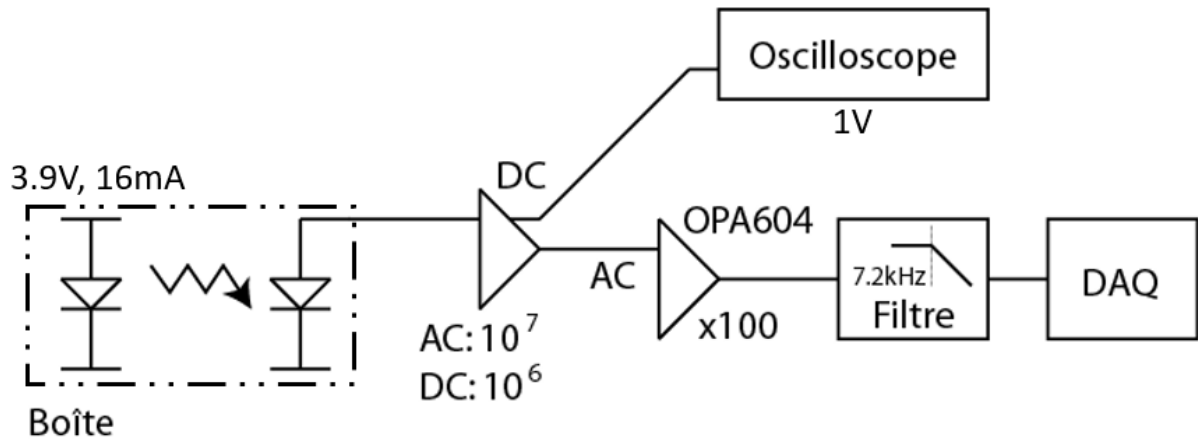 Oscilloscope
1V
3.9V, 16mA
DC
OPA604
AC
7.2kHz
Filtre
DAQ
x100
AC: 10⁷
DC: 10⁶
Boîte